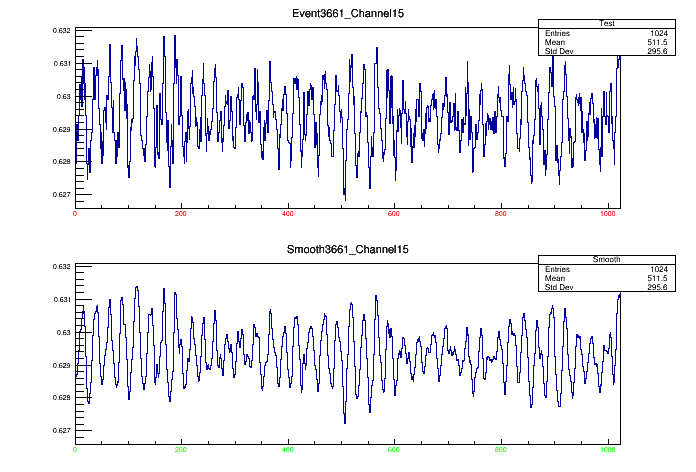 Event3661_Channel15
Test
Entries 1024
Mean 511.5
Std Dev 295.6
0.632
0.631
0.63
0.629
0.628
0.627
0 200 400 600 800 1000
Smooth3661_Channel15
Smooth
Entries 1024
Mean 511.5
Std Dev 295.6
0.632
0.631
0.63
0.629
0.628
0.627
0 200 400 600 800 1000